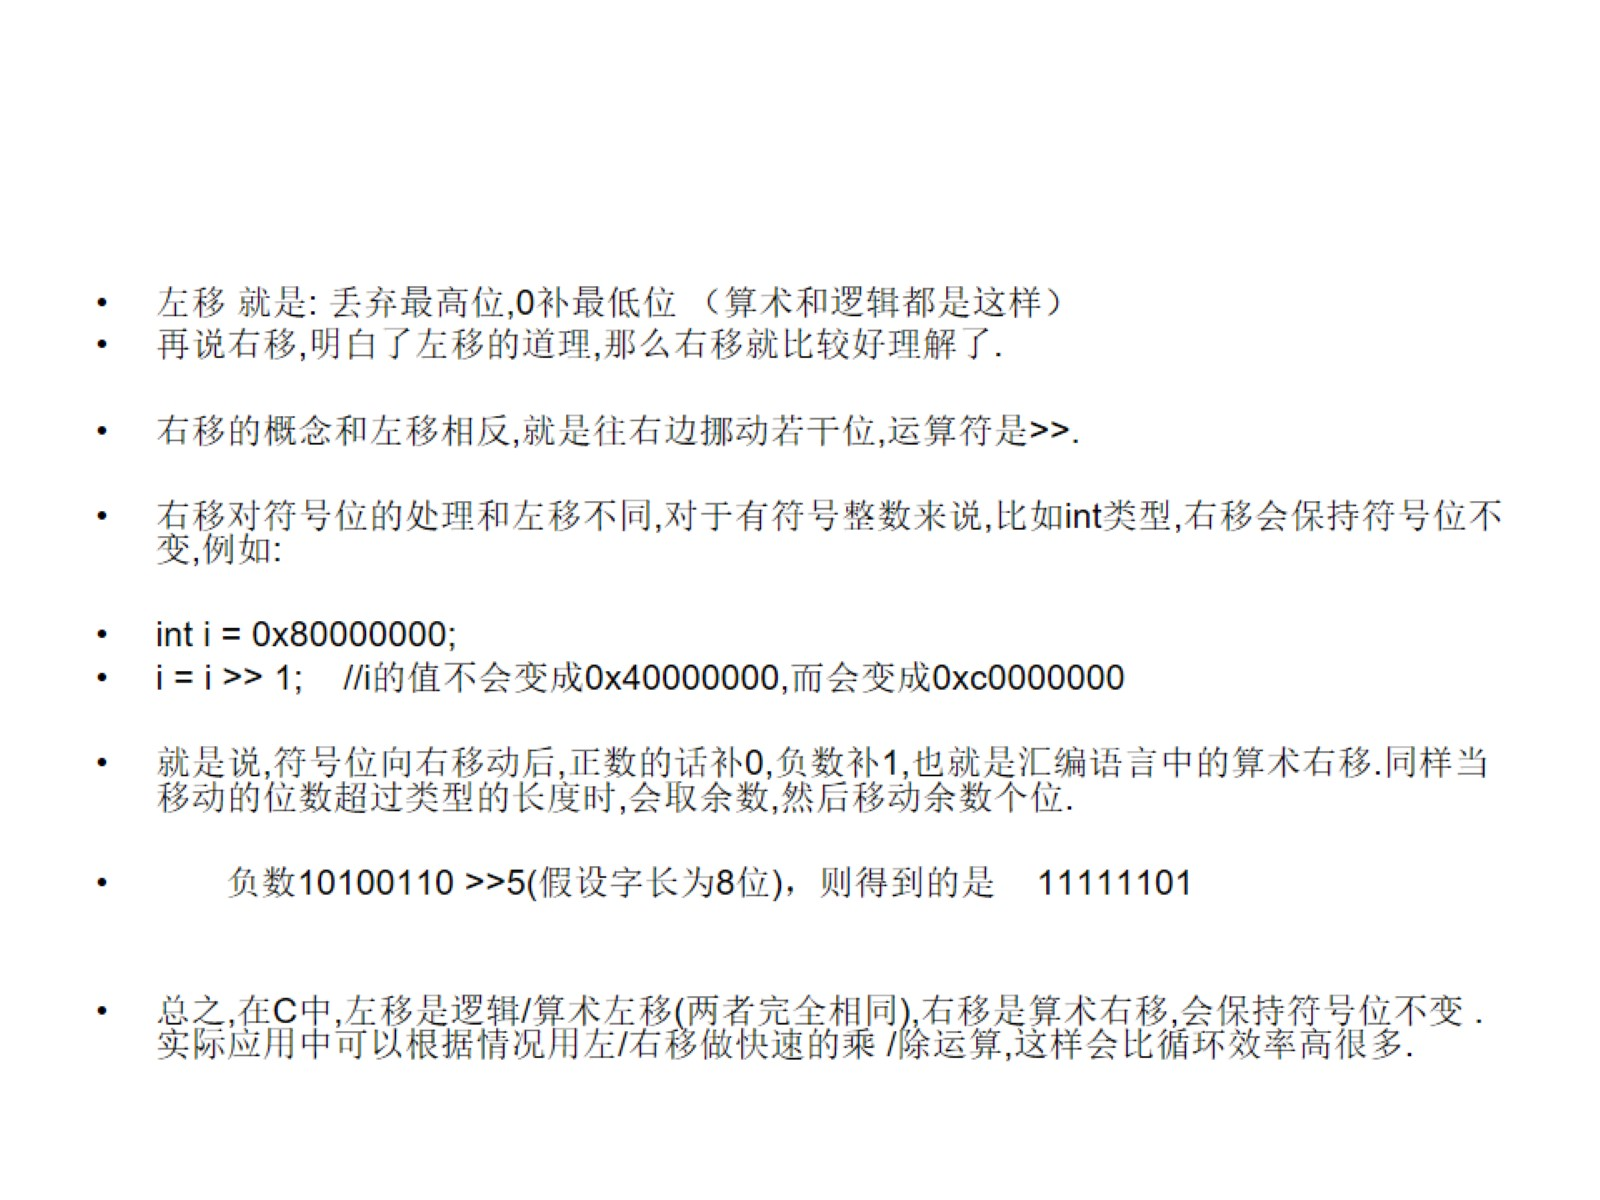 • 左移 就是: 丢弃最高位,0补最低位 （算术和逻辑都是这样）
• 再说右移,明白了左移的道理,那么右移就比较好理解了.
• 右移的概念和左移相反,就是往右边挪动若干位,运算符是>>.
• 右移对符号位的处理和左移不同,对于有符号整数来说,比如int类型,右移会保持符号位不
变,例如:
• int i = 0x80000000;
• i = i >> 1; //i的值不会变成0x40000000,而会变成0xc0000000
• 就是说,符号位向右移动后,正数的话补0,负数补1,也就是汇编语言中的算术右移.同样当
移动的位数超过类型的长度时,会取余数,然后移动余数个位.
• 负数10100110 >>5(假设字长为8位)，则得到的是 11111101
• 总之,在C中,左移是逻辑/算术左移(两者完全相同),右移是算术右移,会保持符号位不变 .
实际应用中可以根据情况用左/右移做快速的乘 /除运算,这样会比循环效率高很多.